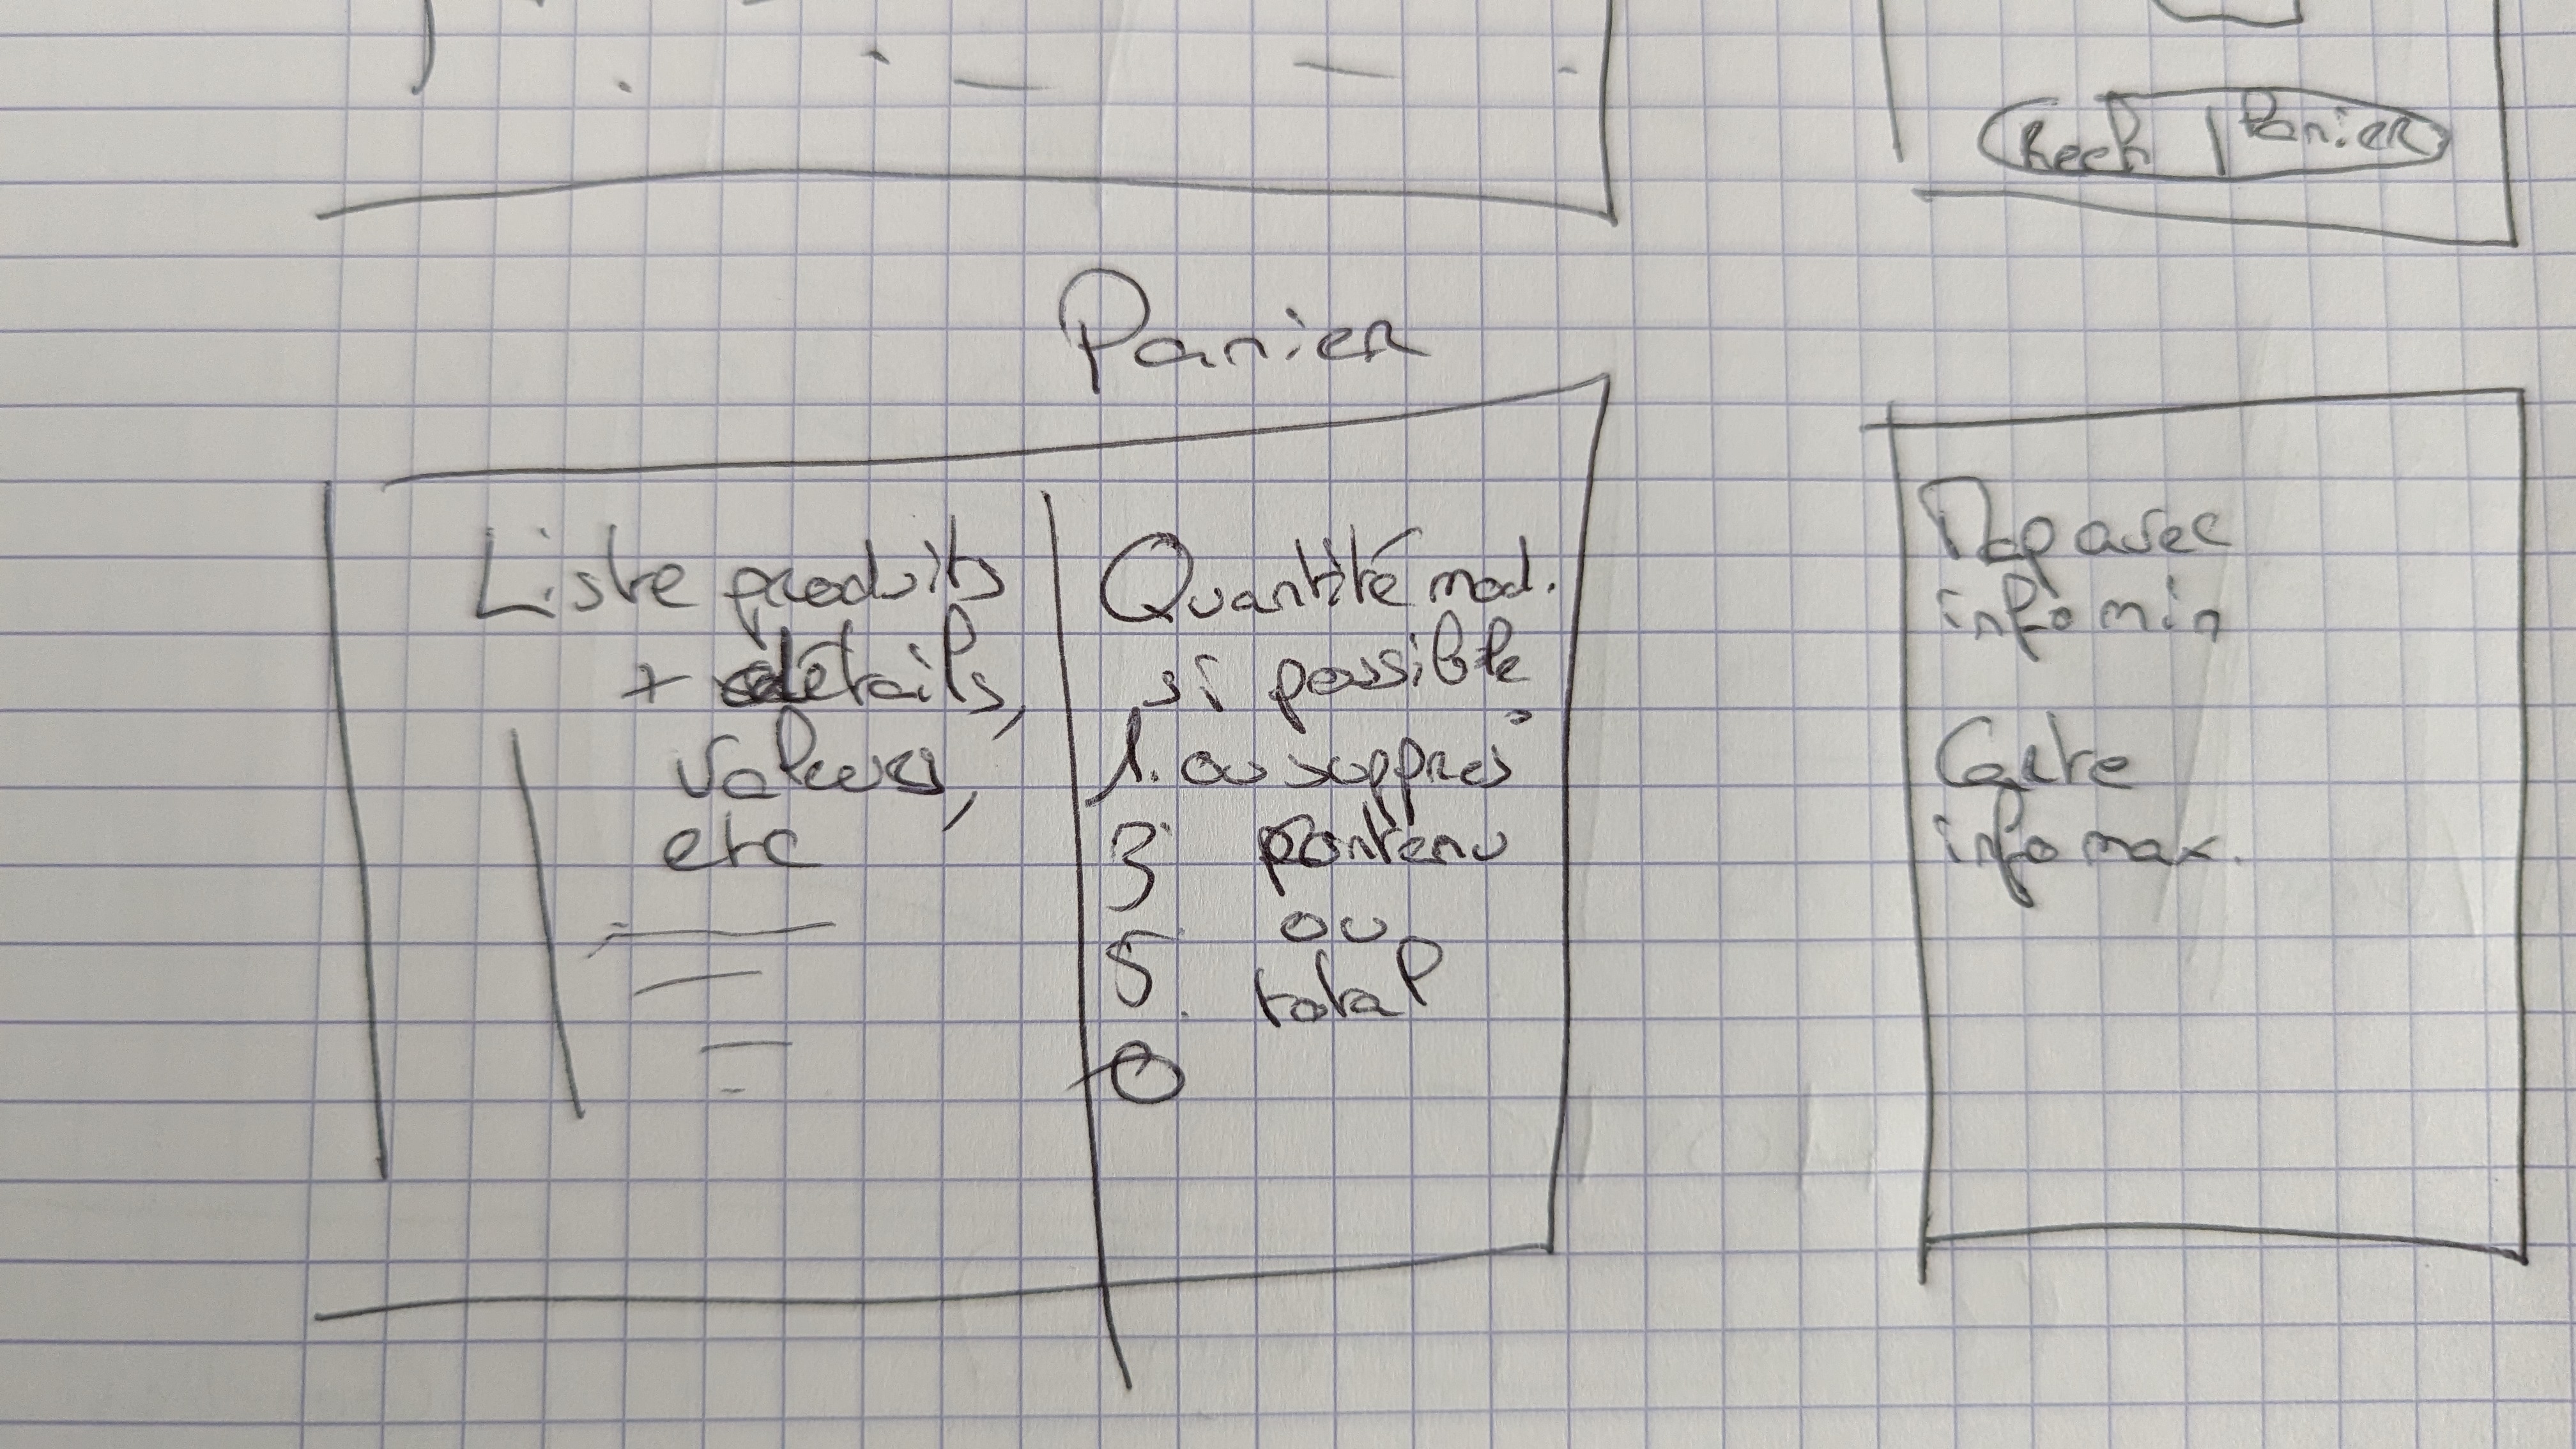 Rech | Panier
Panier
Liste produits
+ détails,
valeurs,
etc
Quantité mod.
si possible
1. ou suppres°
3. contenu
5. ou
total
0
Map avec
info min
Carte
info max.